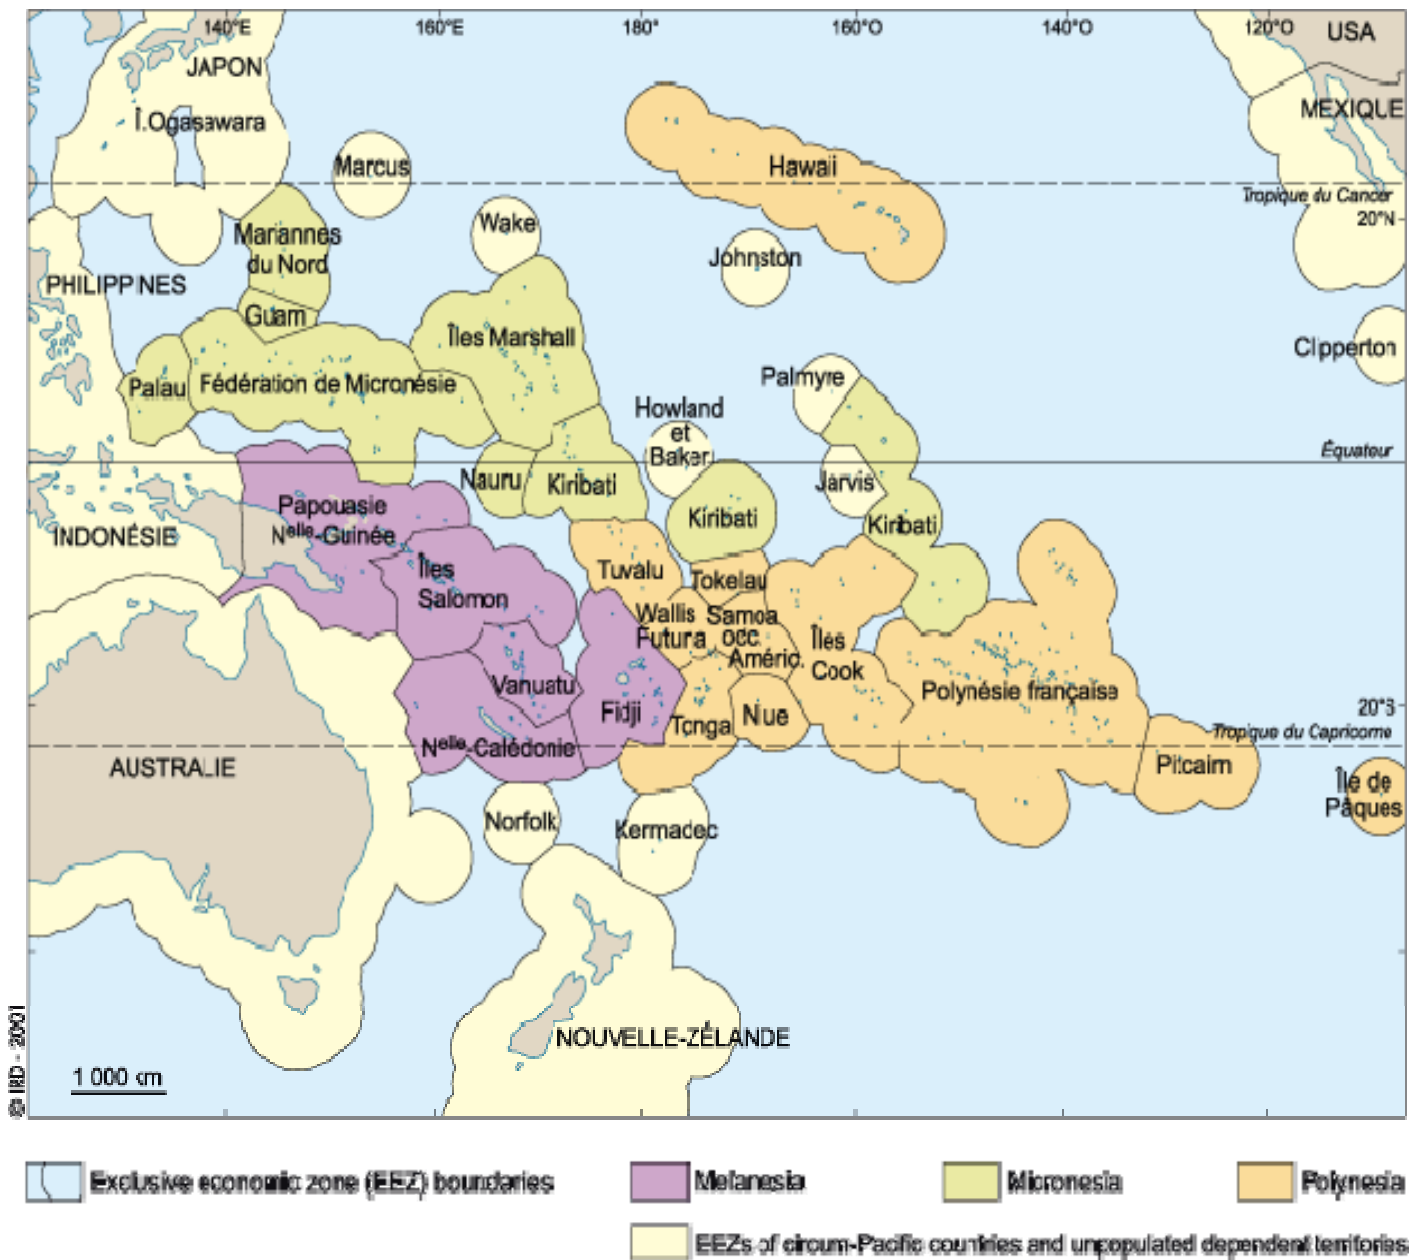 140°E 160°E 180° 160°O 140°O 120°O
USA
JAPON
MEXIQUE
Î.Ogasawara
Marcus
Hawaii
Tropique du Cancer
20°N
Wake
Mariannes
du Nord
Johnston
PHILIPPINES
Guam
Îles Marshall
Clipperton
Palau
Fédération de Micronésie
Palmyre
Howland
et
Baker
Équateur
Nauru
Kiribati
Jarvis
Kiribati
Kiribati
Papouasie
Nelle-Guinée
INDONÉSIE
Îles
Salomon
Tuvalu
Tokelau
Wallis
Futuna
Samoa
occ.
Améric.
Îles
Cook
Vanuatu
Fidji
Tonga
Niue
Polynésie française
20°S
Tropique du Capricorne
Nelle-Calédonie
AUSTRALIE
Pitcairn
Île de
Pâques
Norfolk
Kermadec
NOUVELLE-ZÉLANDE
1 000 km
© IRD - 2001
Exclusive economic zone (EEZ) boundaries
Melanesia
Micronesia
Polynesia
EEZs of circum-Pacific countries and unpopulated dependent territories